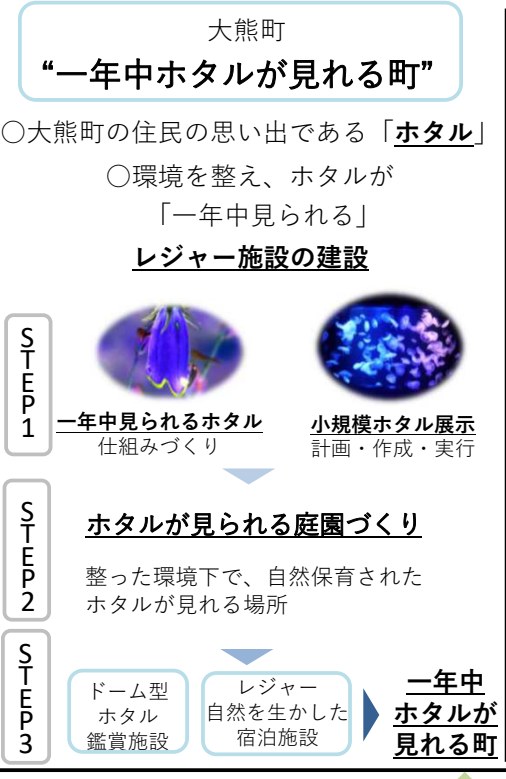 大熊町
“一年中ホタルが見れる町”
○大熊町の住民の思い出である「ホタル」
○環境を整え、ホタルが
「一年中見られる」
レジャー施設の建設
STEP1
一年中見られるホタル
仕組みづくり
小規模ホタル展示
計画・作成・実行
STEP2
ホタルが見られる庭園づくり
整った環境下で、自然保育された
ホタルが見れる場所
STEP3
ドーム型
ホタル
鑑賞施設
レジャー
自然を生かした
宿泊施設
一年中
ホタルが
見れる町